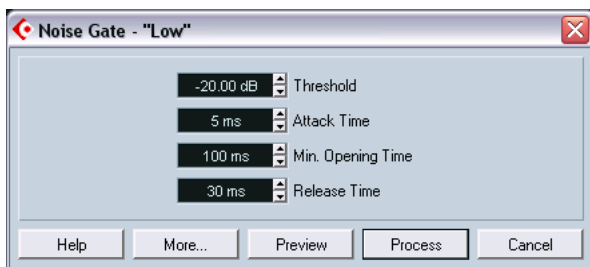 Noise Gate - "Low"
-20.00 dB Threshold
5 ms Attack Time
100 ms Min. Opening Time
30 ms Release Time
Help More... Preview Process Cancel